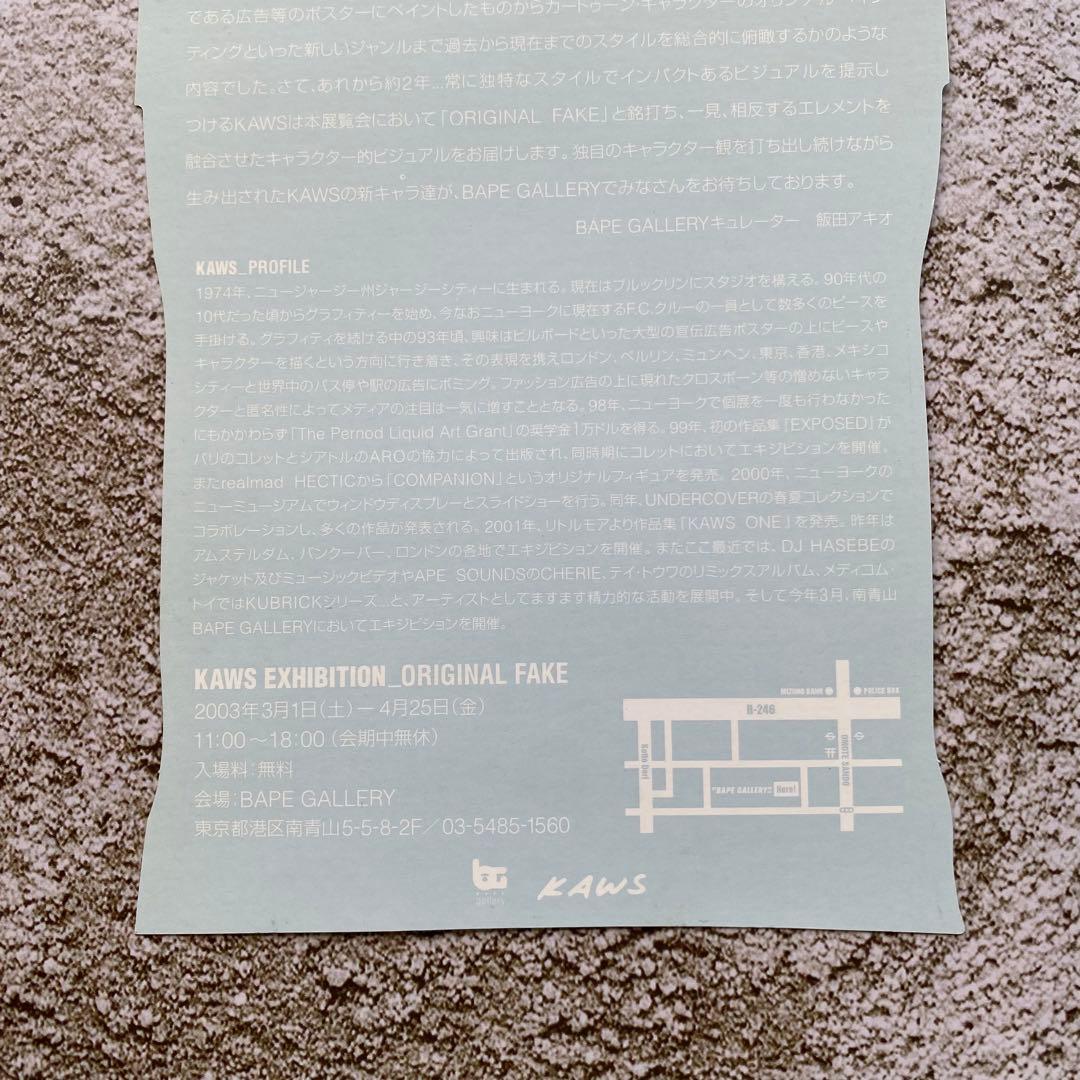 である広告等のポスターにペイントしたものからカートゥーン・キャラクターのオリジナルペイン
ティングといった新しいジャンルまで過去から現在までのスタイルを総合的に俯瞰するかのような
内容でした。さて、あれから約2年...常に独特なスタイルでインパクトあるビジュアルを提示し
つけるKAWSは本展覧会において「ORIGINAL FAKE」と銘打ち、一見、相反するエレメントを
融合させたキャラクター的ビジュアルをお届けします。独自のキャラクター観を打ち出し続けながら
生み出されたKAWSの新キャラ達が、BAPE GALLERYでみなさんをお待ちしております。
BAPE GALLERYキュレーター 飯田アキオ
KAWS_PROFILE
1974年、ニュージャージー州ジャージーシティーに生まれる。現在はブルックリンにスタジオを構える。90年代の
10代だった頃からグラフィティーを始め、今なおニューヨークに現在するF.C.クルーの一員として数多くのピースを
手掛ける。グラフィティを続ける中の93年頃、興味はビルボードといった大型の宣伝広告ポスターの上にピースや
キャラクターを描くという方向に行き着き、その表現を携えロンドン、ベルリン、ミュンヘン、東京、香港、メキシコ
シティーと世界中のバス停や駅の広告にボミング。ファッション広告の上に現れたクロスボーン等の憎めないキャラ
クターと匿名性によってメディアの注目は一気に増すこととなる。98年、ニューヨークで個展を一度も行わなかった
にもかかわらず「The Pernod Liquid Art Grant」の奨学金1万ドルを得る。99年、初の作品集『EXPOSED』が
パリのコレットとシアトルのAROの協力によって出版され、同時期にコレットにおいてエキジビションを開催。
またrealmad HECTICから「COMPANION」というオリジナルフィギュアを発売。2000年、ニューヨークの
ニューミュージアムでウィンドウディスプレーとスライドショーを行う。同年、UNDERCOVERの春夏コレクションで
コラボレーションし、多くの作品が発表される。2001年、リトルモアより作品集『KAWS ONE』を発売。昨年は
アムステルダム、バンクーバー、ロンドンの各地でエキジビションを開催。またここ最近では、DJ HASEBEの
ジャケット及びミュージックビデオやAPE SOUNDSのCHERIE、テイ・トウワのリミックスアルバム、メディコム・
トイではKUBRICKシリーズ...と、アーティストとしてますます精力的な活動を展開中。そして今年3月、南青山
BAPE GALLERYにおいてエキジビションを開催。
KAWS EXHIBITION_ORIGINAL FAKE
2003年3月1日(土)ー4月25日(金)
11:00〜18:00(会期中無休)
入場料:無料
会場:BAPE GALLERY
東京都港区南青山5-5-8-2F/03-5485-1560
MIZUHO BANK
POLICE BOX
R-246
Kotto Dori
OMOTE SANDO
"BAPE GALLERY"
Here!
BAPE
gallery
KAWS